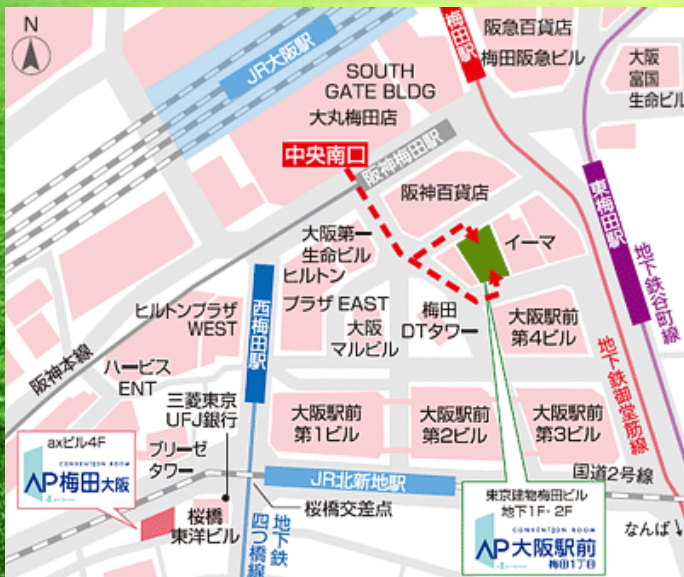 N
JR大阪駅
SOUTH
GATE BLDG
大丸梅田店
梅田駅
阪急百貨店
梅田阪急ビル
大阪
富国
生命ビル
中央南口
阪神梅田駅
阪神百貨店
東梅田駅
地下鉄谷町線
イーマ
大阪第一
生命ビル
ヒルトン
プラザ EAST
西梅田駅
ヒルトンプラザ
WEST
大阪
マルビル
梅田
DTタワー
大阪駅前
第4ビル
阪神本線
ハービス
ENT
三菱東京
UFJ銀行
地下鉄御堂筋線
大阪駅前
第1ビル
大阪駅前
第2ビル
大阪駅前
第3ビル
axビル4F
CONVENTION ROOM
AP梅田大阪
ブリーゼ
タワー
JR北新地駅
国道2号線
桜橋
東洋ビル
地下鉄
四つ橋線
桜橋交差点
東京建物梅田ビル
地下1F・2F
CONVENTION ROOM
AP大阪駅前
梅田1丁目
なんば↓